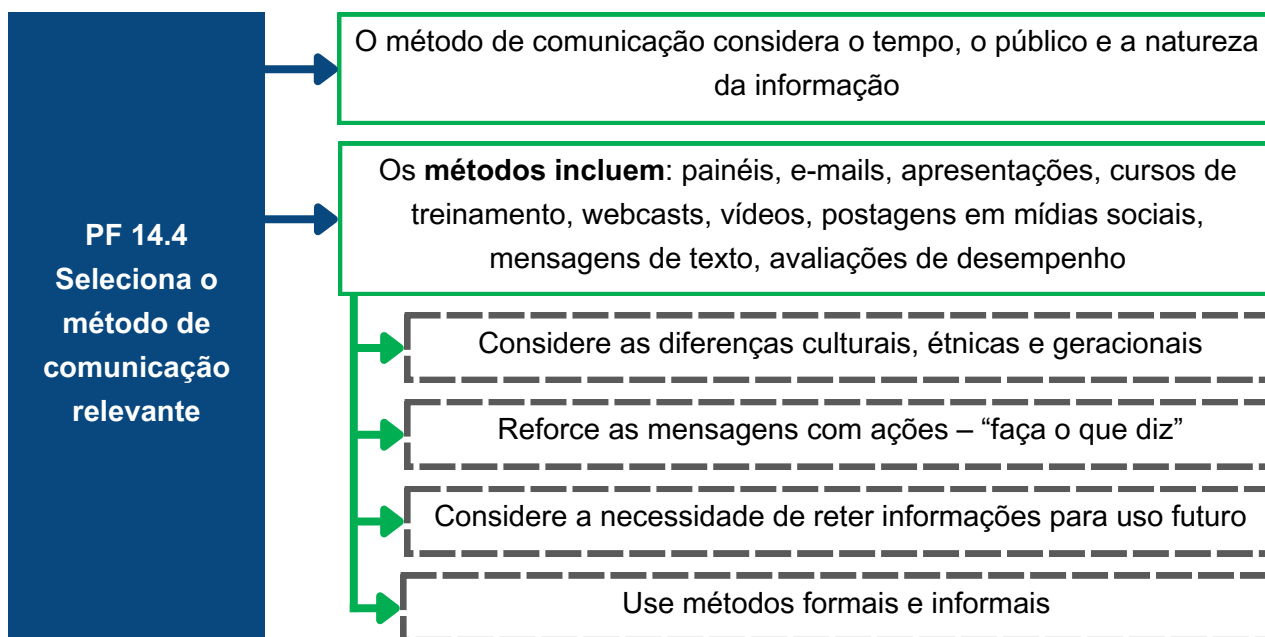 PF 14.4
Seleciona o
método de
comunicação
relevante
O método de comunicação considera o tempo, o público e a natureza
da informação
Os métodos incluem: painéis, e-mails, apresentações, cursos de
treinamento, webcasts, vídeos, postagens em mídias sociais,
mensagens de texto, avaliações de desempenho
Considere as diferenças culturais, étnicas e geracionais
Reforce as mensagens com ações – “faça o que diz”
Considere a necessidade de reter informações para uso futuro
Use métodos formais e informais